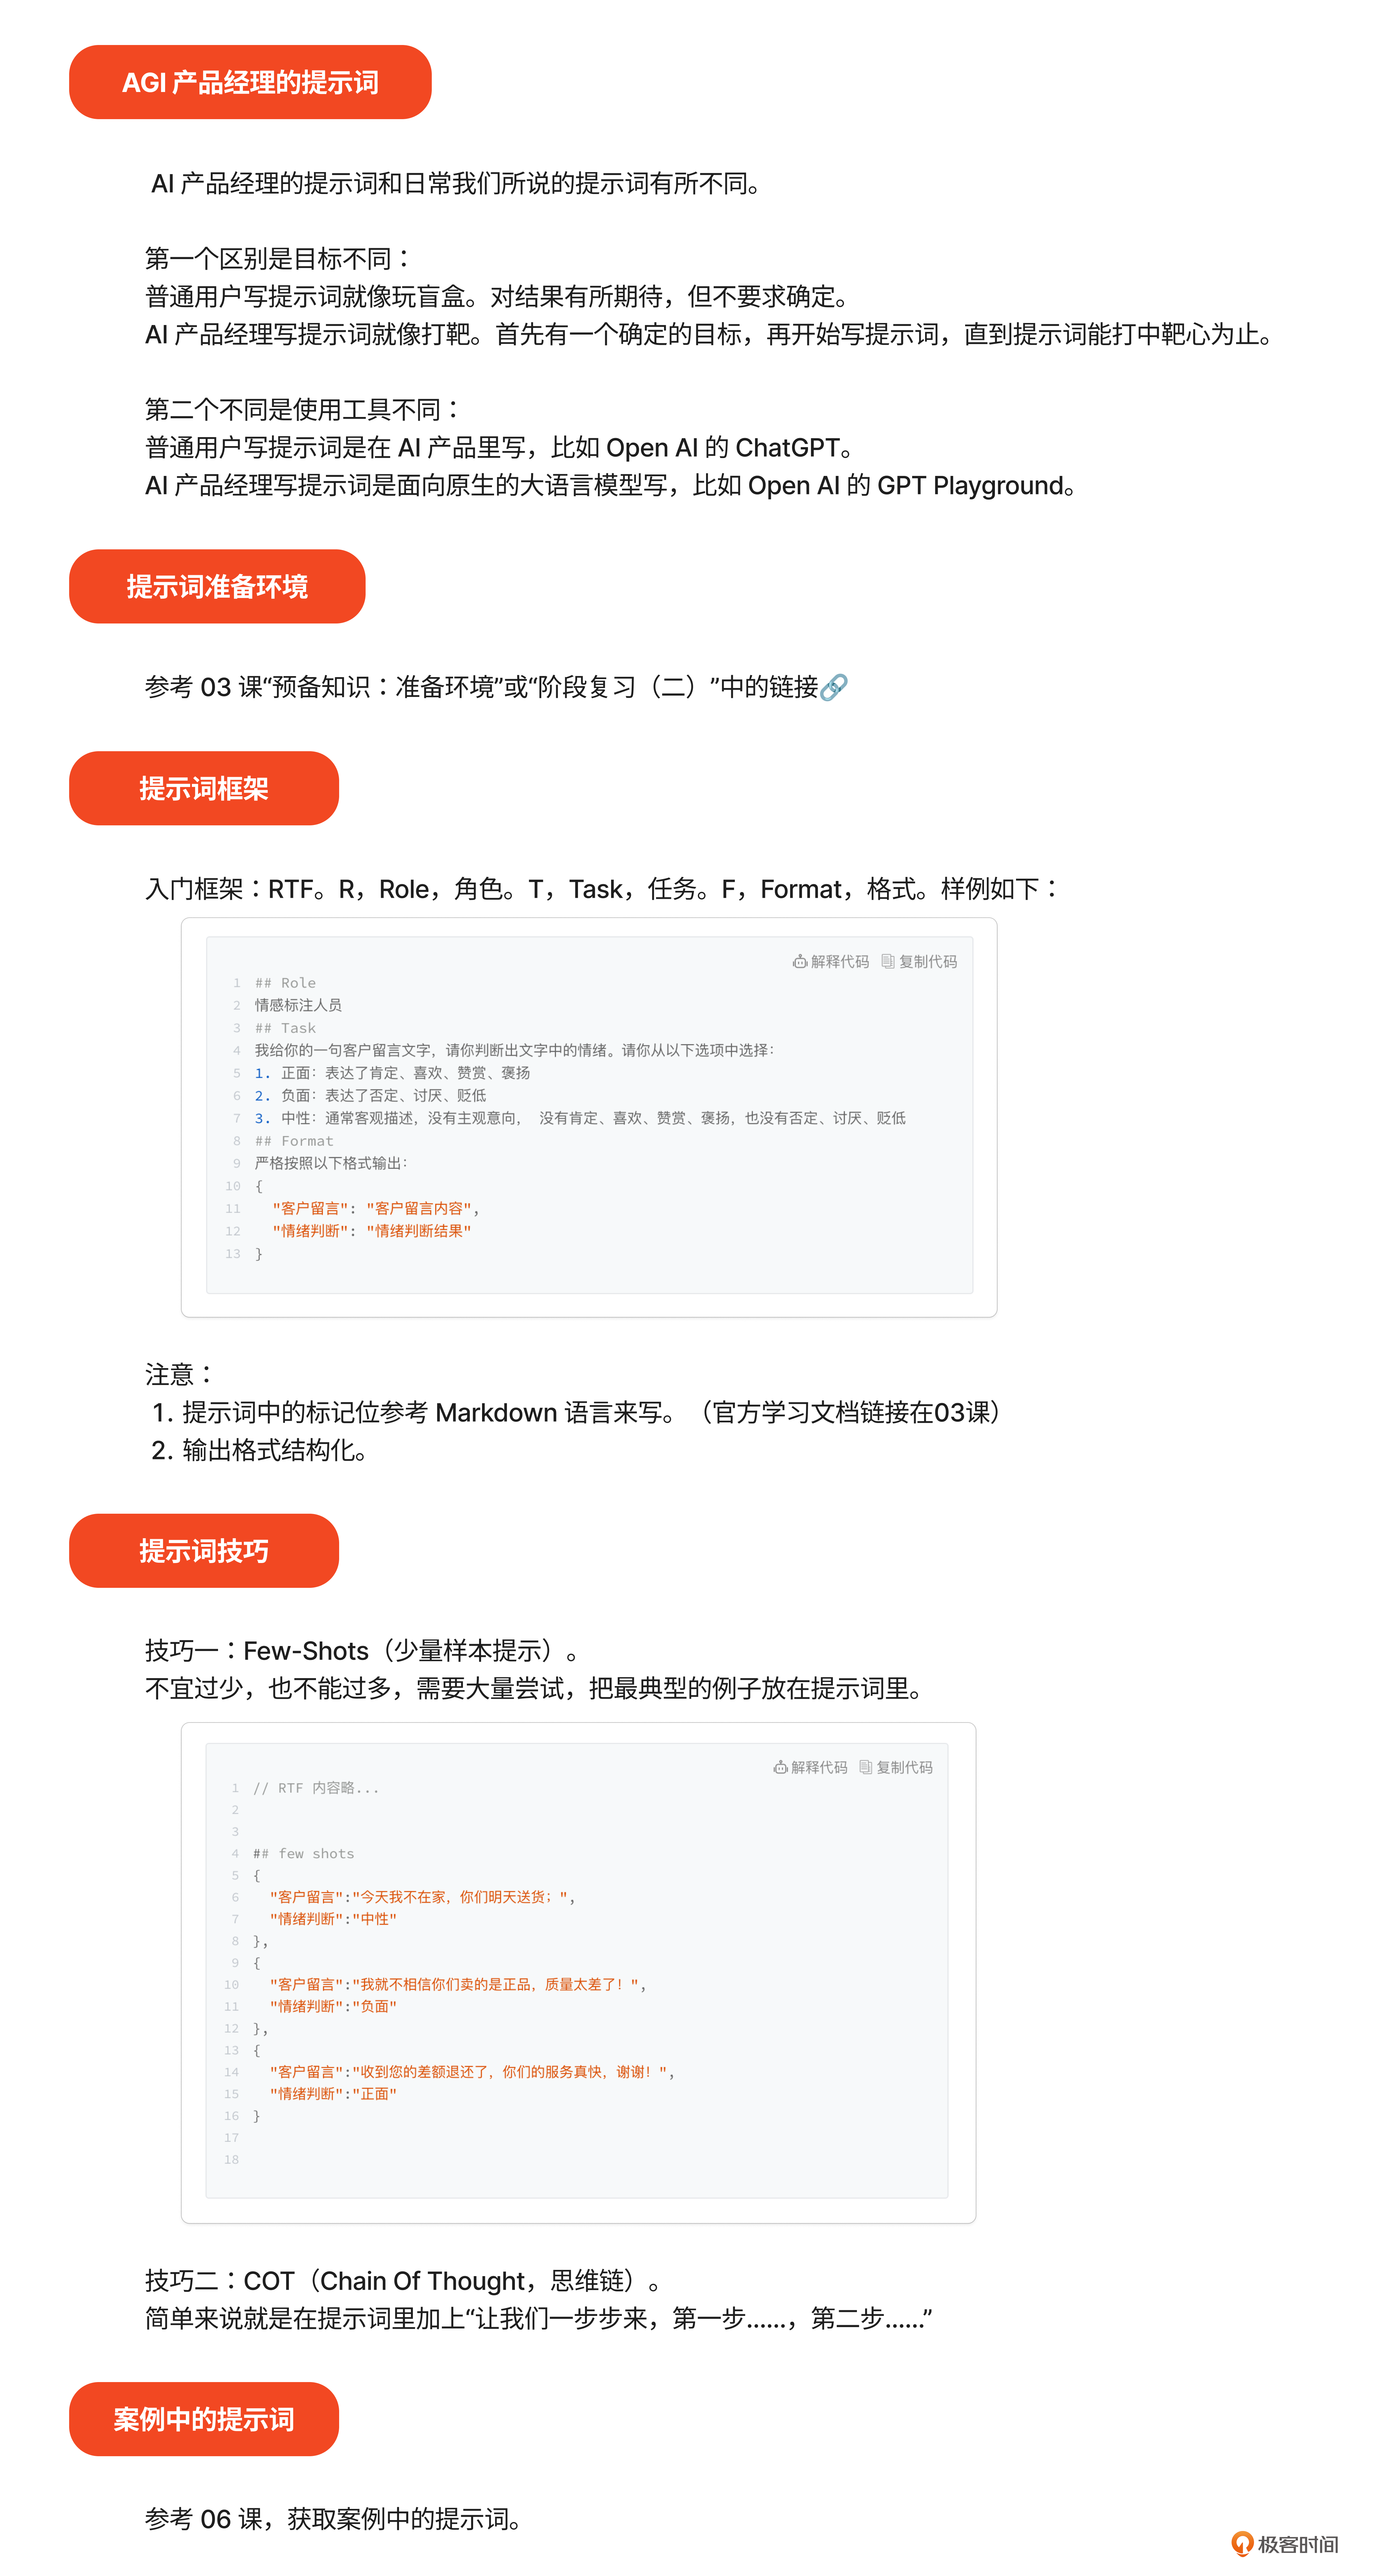 AGI 产品经理的提示词
AI 产品经理的提示词和日常我们所说的提示词有所不同。
第一个区别是目标不同：
普通用户写提示词就像玩盲盒。对结果有所期待，但不要求确定。
AI 产品经理写提示词就像打靶。首先有一个确定的目标，再开始写提示词，直到提示词能打中靶心为止。
第二个不同是使用工具不同：
普通用户写提示词是在 AI 产品里写，比如 Open AI 的 ChatGPT。
AI 产品经理写提示词是面向原生的大语言模型写，比如 Open AI 的 GPT Playground。
提示词准备环境
参考 03 课“预备知识：准备环境”或“阶段复习（二）”中的链接🔗
提示词框架
入门框架：RTF。R，Role，角色。T，Task，任务。F，Format，格式。样例如下：
解释代码 复制代码
1 ## Role
2 情感标注人员
3 ## Task
4 我给你的一句客户留言文字，请你判断出文字中的情绪。请你从以下选项中选择：
5 1. 正面：表达了肯定、喜欢、赞赏、褒扬
6 2. 负面：表达了否定、讨厌、贬低
7 3. 中性：通常客观描述，没有主观意向， 没有肯定、喜欢、赞赏、褒扬，也没有否定、讨厌、贬低
8 ## Format
9 严格按照以下格式输出：
10 {
11 "客户留言": "客户留言内容",
12 "情绪判断": "情绪判断结果"
13 }
注意：
1. 提示词中的标记位参考 Markdown 语言来写。（官方学习文档链接在03课）
2. 输出格式结构化。
提示词技巧
技巧一：Few-Shots（少量样本提示）。
不宜过少，也不能过多，需要大量尝试，把最典型的例子放在提示词里。
解释代码 复制代码
1 // RTF 内容略...
2
3
4 ## few shots
5 {
6 "客户留言":"今天我不在家，你们明天送货；",
7 "情绪判断":"中性"
8 },
9 {
10 "客户留言":"我就不相信你们卖的是正品，质量太差了！",
11 "情绪判断":"负面"
12 },
13 {
14 "客户留言":"收到您的差额退还了，你们的服务真快，谢谢！",
15 "情绪判断":"正面"
16 }
17
18
技巧二：COT（Chain Of Thought，思维链）。
简单来说就是在提示词里加上“让我们一步步来，第一步……，第二步……”
案例中的提示词
参考 06 课，获取案例中的提示词。
极客时间